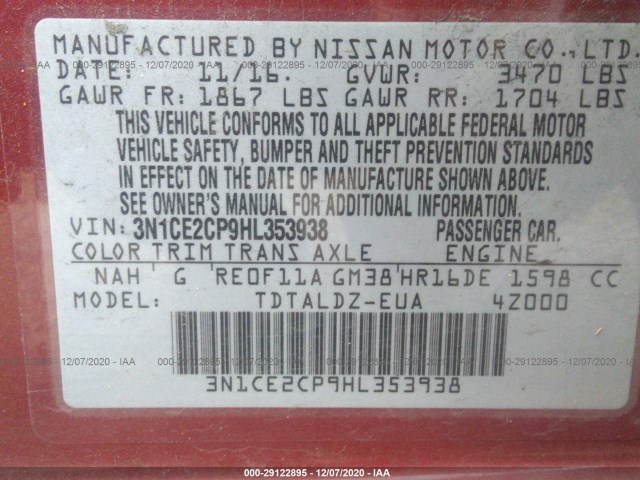 MANUFACTURED BY NISSAN MOTOR CO., LTD.
DATE: 11/16 GVWR: 3470 LBS
GAWR FR: 1867 LBS GAWR RR: 1704 LBS
THIS VEHICLE CONFORMS TO ALL APPLICABLE FEDERAL MOTOR
VEHICLE SAFETY, BUMPER AND THEFT PREVENTION STANDARDS
IN EFFECT ON THE DATE OF MANUFACTURE SHOWN ABOVE.
SEE OWNER'S MANUAL FOR ADDITIONAL INFORMATION.
VIN: 3N1CE2CP9HL353938 PASSENGER CAR.
COLOR TRIM TRANS AXLE ENGINE
NAH G RE0F11A GM38 HR16DE 1598 CC
MODEL: TDTALDZ-EUA 4Z000
3N1CE2CP9HL353938
000-29122895 - 12/07/2020 - IAA